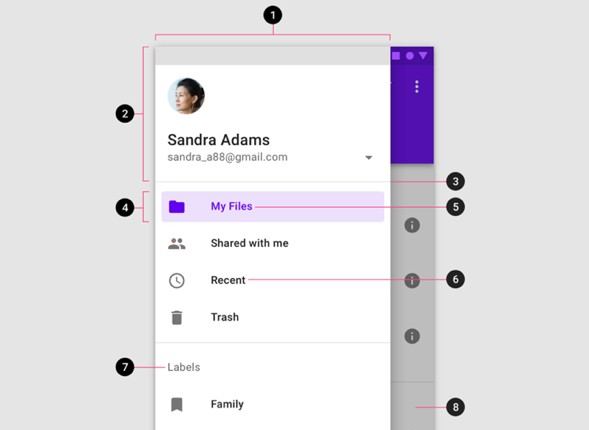 1
2
Sandra Adams
sandra_a88@gmail.com
3
4
My Files
5
Shared with me
Recent
6
Trash
7
Labels
Family
8